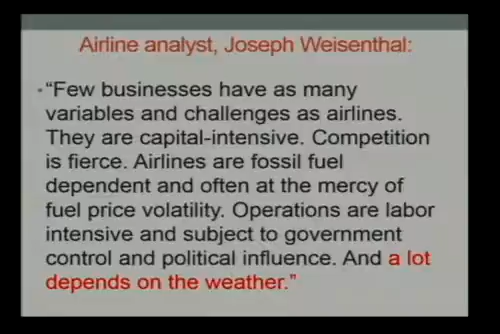 Airline analyst, Joseph Weisenthal:
•“Few businesses have as many
variables and challenges as airlines.
They are capital-intensive. Competition
is fierce. Airlines are fossil fuel
dependent and often at the mercy of
fuel price volatility. Operations are labor
intensive and subject to government
control and political influence. And a lot
depends on the weather.”